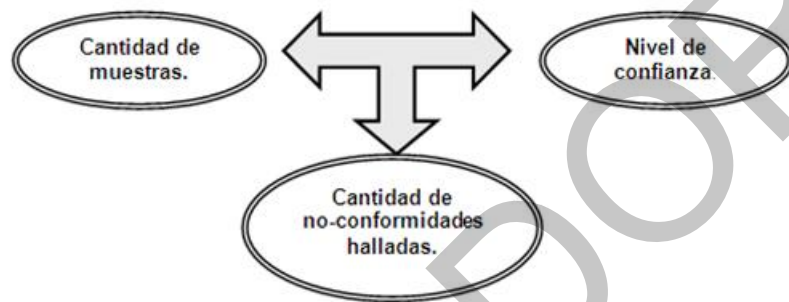 Cantidad de
muestras.
Nivel de
confianza.
Cantidad de
no-conformidades
halladas.